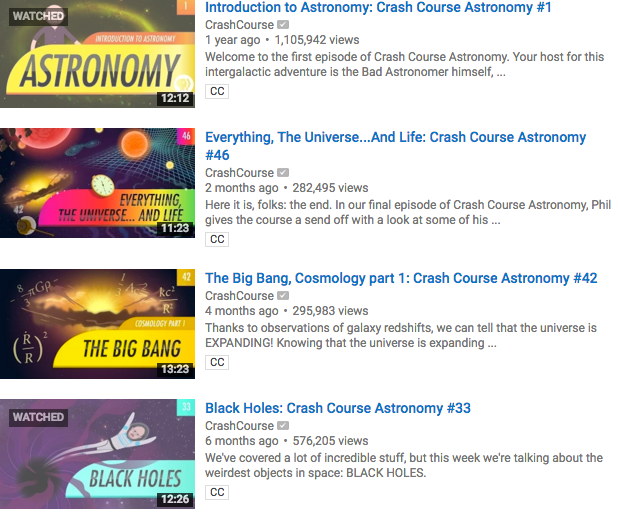 WATCHED
1
INTRODUCTION TO ASTRONOMY
ASTRONOMY
12:12
Introduction to Astronomy: Crash Course Astronomy #1
CrashCourse
1 year ago • 1,105,942 views
Welcome to the first episode of Crash Course Astronomy. Your host for this
intergalactic adventure is the Bad Astronomer himself, ...
CC
46
42
EVERYTHING,
THE UNIVERSE... AND LIFE
11:23
Everything, The Universe...And Life: Crash Course Astronomy
#46
CrashCourse
2 months ago • 282,495 views
Here it is, folks: the end. In our final episode of Crash Course Astronomy, Phil
gives the course a send off with a look at some of his ...
CC
42
COSMOLOGY PART 1
THE BIG BANG
13:23
The Big Bang, Cosmology part 1: Crash Course Astronomy #42
CrashCourse
4 months ago • 295,983 views
Thanks to observations of galaxy redshifts, we can tell that the universe is
EXPANDING! Knowing that the universe is expanding ...
CC
WATCHED
33
BLACK HOLES
12:26
Black Holes: Crash Course Astronomy #33
CrashCourse
6 months ago • 576,205 views
We've covered a lot of incredible stuff, but this week we're talking about the
weirdest objects in space: BLACK HOLES.
CC